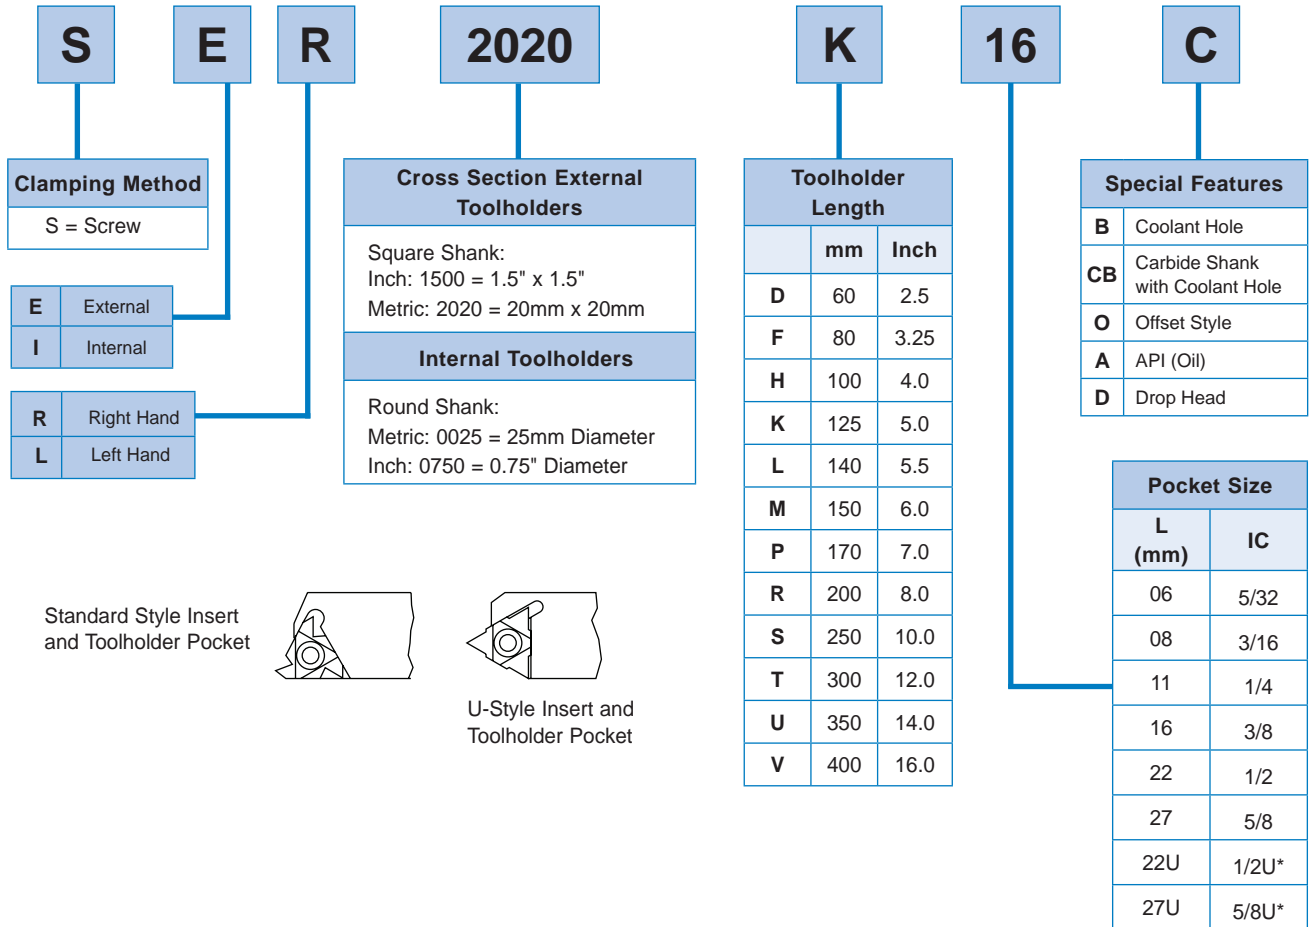 S E R 2020 K 16 C
Clamping Method
S = Screw
E External
I Internal
R Right Hand
L Left Hand
Cross Section External
Toolholders
Square Shank:
Inch: 1500 = 1.5" x 1.5"
Metric: 2020 = 20mm x 20mm
Internal Toolholders
Round Shank:
Metric: 0025 = 25mm Diameter
Inch: 0750 = 0.75" Diameter
Toolholder
Length
mm Inch
D 60 2.5
F 80 3.25
H 100 4.0
K 125 5.0
L 140 5.5
M 150 6.0
P 170 7.0
R 200 8.0
S 250 10.0
T 300 12.0
U 350 14.0
V 400 16.0
Special Features
B Coolant Hole
CB Carbide Shank
with Coolant Hole
O Offset Style
A API (Oil)
D Drop Head
Pocket Size
L
(mm) IC
06 5/32
08 3/16
11 1/4
16 3/8
22 1/2
27 5/8
22U 1/2U*
27U 5/8U*
Standard Style Insert
and Toolholder Pocket
U-Style Insert and
Toolholder Pocket